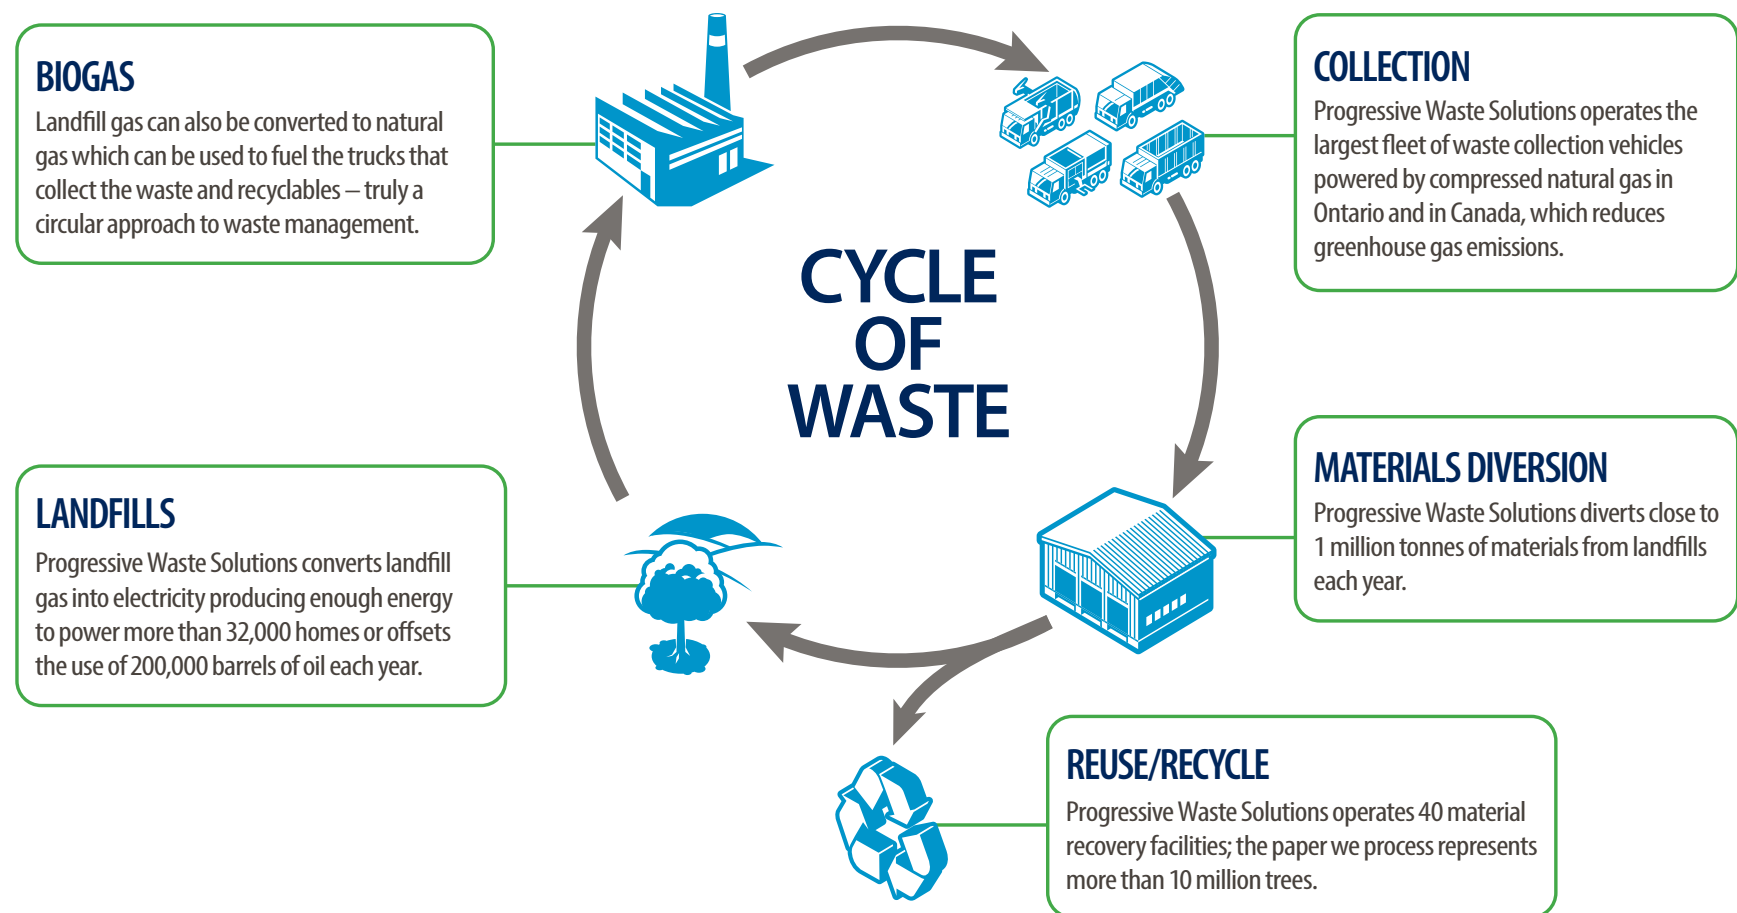 BIOGAS
Landfill gas can also be converted to natural
gas which can be used to fuel the trucks that
collect the waste and recyclables – truly a
circular approach to waste management.
COLLECTION
Progressive Waste Solutions operates the
largest fleet of waste collection vehicles
powered by compressed natural gas in
Ontario and in Canada, which reduces
greenhouse gas emissions.
CYCLE
OF
WASTE
LANDFILLS
Progressive Waste Solutions converts landfill
gas into electricity producing enough energy
to power more than 32,000 homes or offsets
the use of 200,000 barrels of oil each year.
MATERIALS DIVERSION
Progressive Waste Solutions diverts close to
1 million tonnes of materials from landfills
each year.
REUSE/RECYCLE
Progressive Waste Solutions operates 40 material
recovery facilities; the paper we process represents
more than 10 million trees.